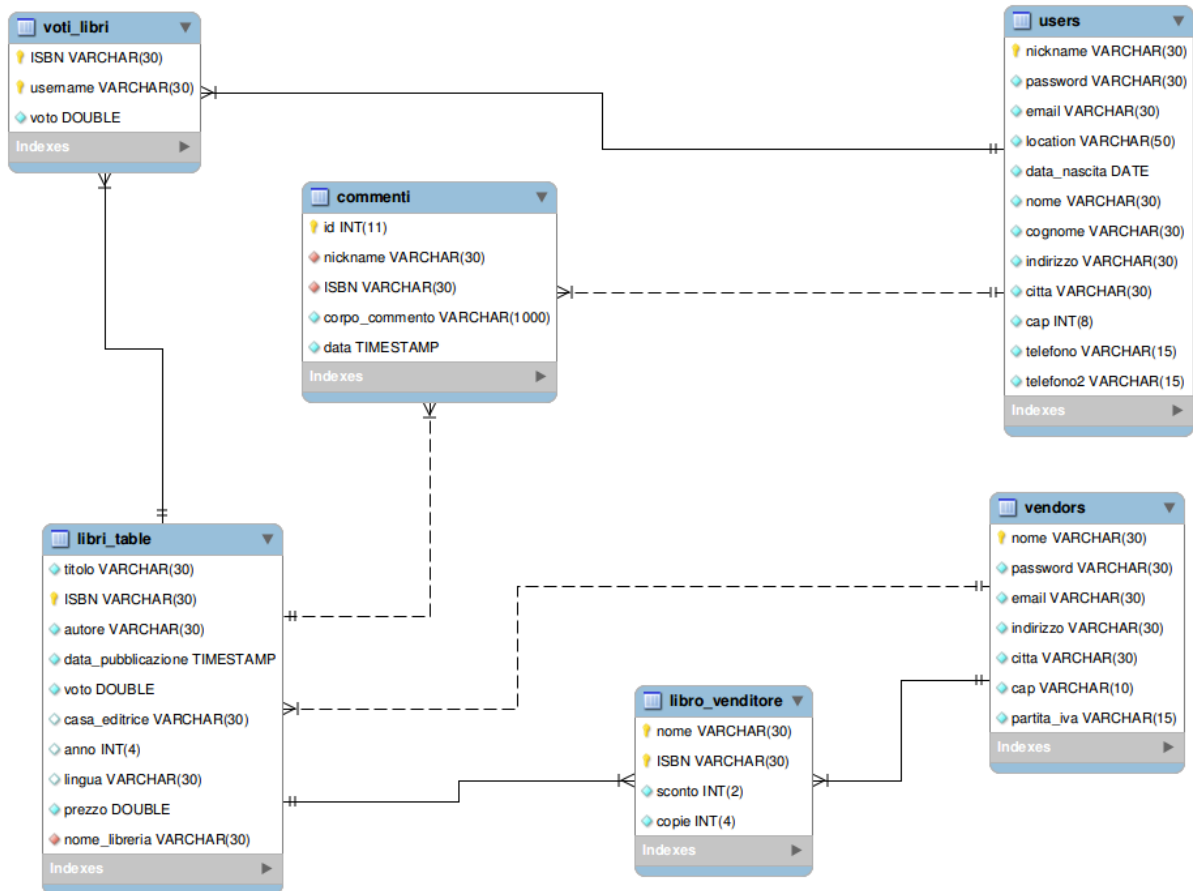 voti_libri
ISBN VARCHAR(30)
username VARCHAR(30)
voto DOUBLE
Indexes
users
nickname VARCHAR(30)
password VARCHAR(30)
email VARCHAR(30)
location VARCHAR(50)
data_nascita DATE
nome VARCHAR(30)
cognome VARCHAR(30)
indirizzo VARCHAR(30)
citta VARCHAR(30)
cap INT(8)
telefono VARCHAR(15)
telefono2 VARCHAR(15)
Indexes
commenti
id INT(11)
nickname VARCHAR(30)
ISBN VARCHAR(30)
corpo_commento VARCHAR(1000)
data TIMESTAMP
Indexes
libri_table
titolo VARCHAR(30)
ISBN VARCHAR(30)
autore VARCHAR(30)
data_pubblicazione TIMESTAMP
voto DOUBLE
casa_editrice VARCHAR(30)
anno INT(4)
lingua VARCHAR(30)
prezzo DOUBLE
nome_libreria VARCHAR(30)
Indexes
libro_venditore
nome VARCHAR(30)
ISBN VARCHAR(30)
sconto INT(2)
copie INT(4)
Indexes
vendors
nome VARCHAR(30)
password VARCHAR(30)
email VARCHAR(30)
indirizzo VARCHAR(30)
citta VARCHAR(30)
cap VARCHAR(10)
partita_iva VARCHAR(15)
Indexes